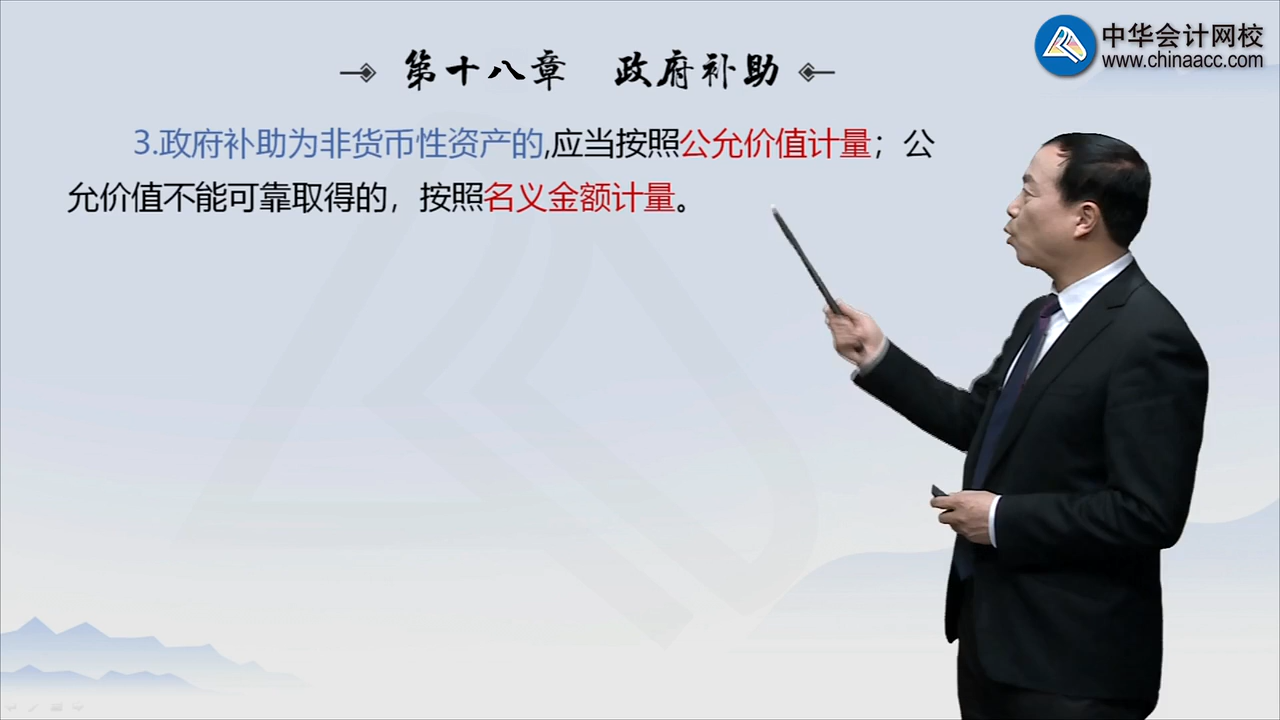 中华会计网校
www.chinaacc.com
第十八章 政府补助
3.政府补助为非货币性资产的,应当按照公允价值计量；公
允价值不能可靠取得的，按照名义金额计量。